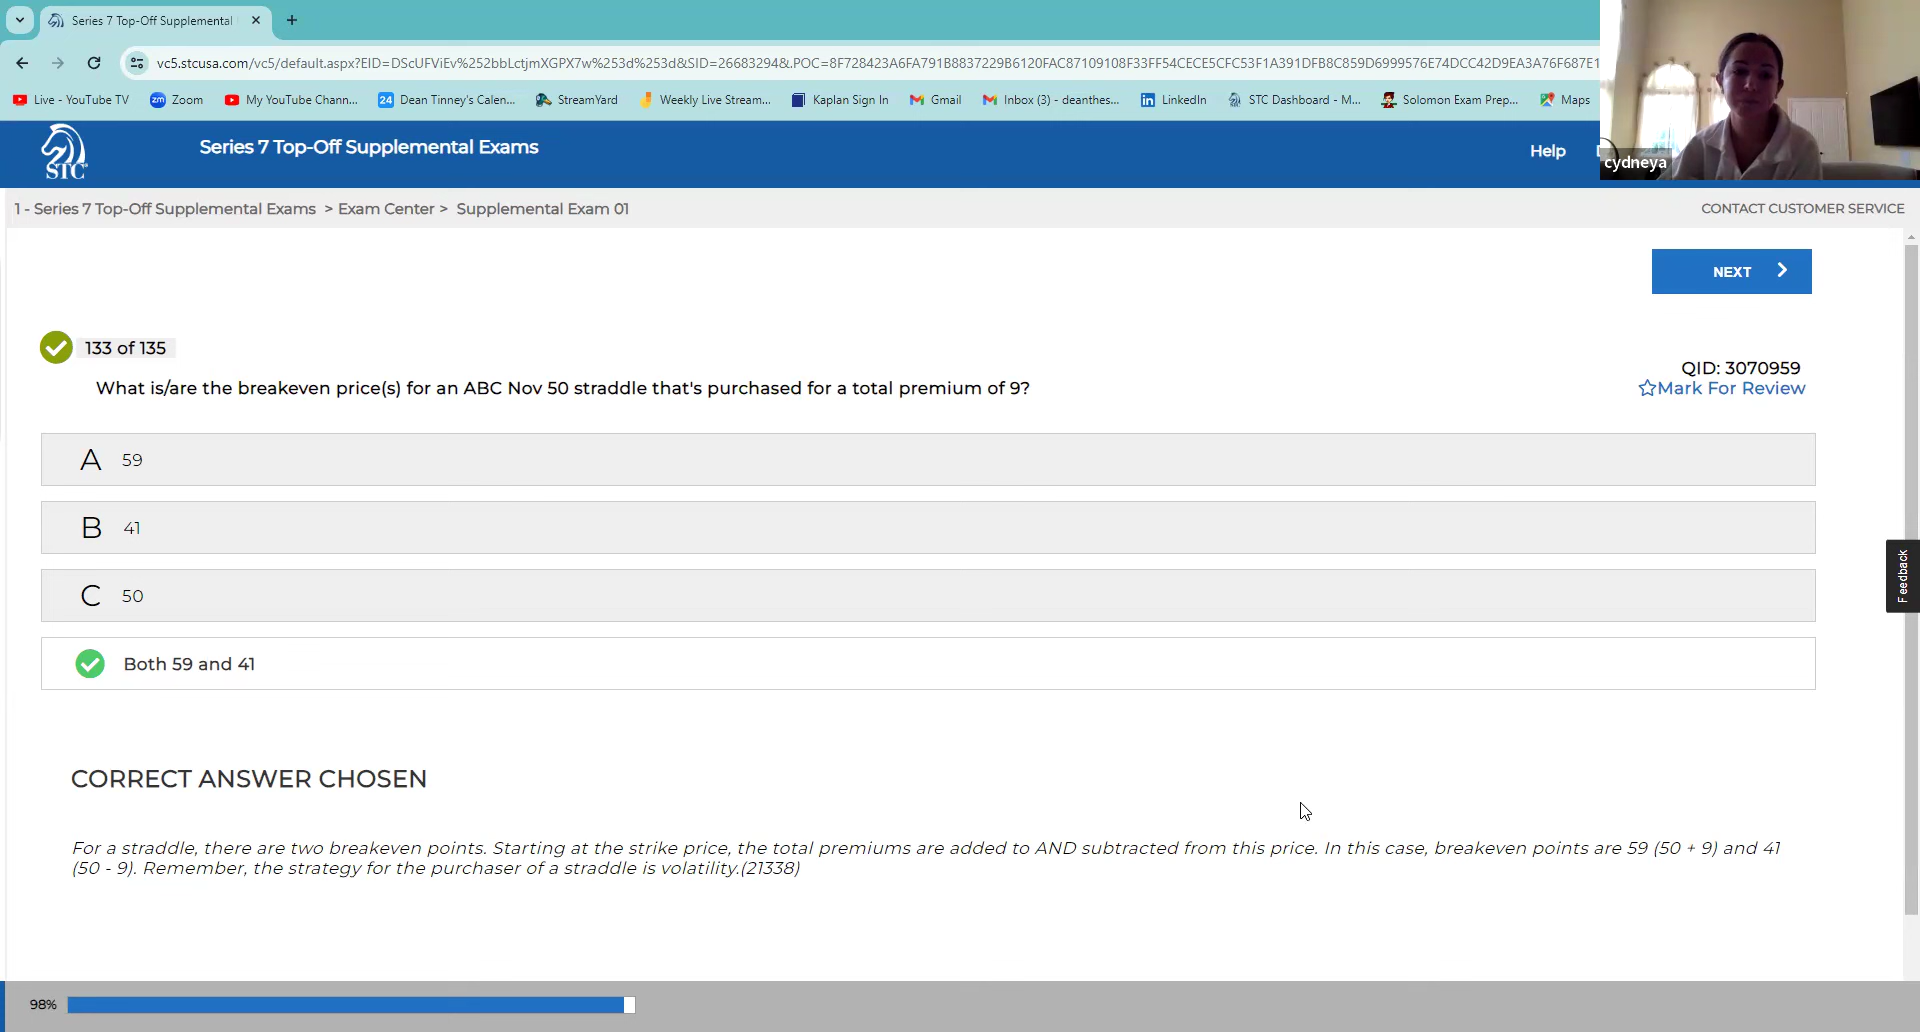 Series 7 Top-Off Supplemental
vc5.stcusa.com/vc5/default.aspx?EID=DScUFViEv%252bbLctjmXGPX7w%253d%253d&SID=26683294&.POC=8F728423A6FA791B8837229B6120FAC87109108F33FF54CECE5CFC53F1A391DFB8C859D6999576E74DCC42D9EA3A76F687E1
Live - YouTube TV
Zoom
My YouTube Chann...
24
Dean Tinney's Calen...
StreamYard
Weekly Live Stream...
Kaplan Sign In
Gmail
Inbox (3) - deanthes...
LinkedIn
STC Dashboard - M...
Solomon Exam Prep...
Maps
STC
Series 7 Top-Off Supplemental Exams
Help
cydneya
1 - Series 7 Top-Off Supplemental Exams > Exam Center > Supplemental Exam 01
CONTACT CUSTOMER SERVICE
NEXT
133 of 135
QID: 3070959
What is/are the breakeven price(s) for an ABC Nov 50 straddle that's purchased for a total premium of 9?
Mark For Review
A 59
B 41
C 50
Both 59 and 41
Feedback
CORRECT ANSWER CHOSEN
For a straddle, there are two breakeven points. Starting at the strike price, the total premiums are added to AND subtracted from this price. In this case, breakeven points are 59 (50 + 9) and 41
(50 - 9). Remember, the strategy for the purchaser of a straddle is volatility.(21338)
98%